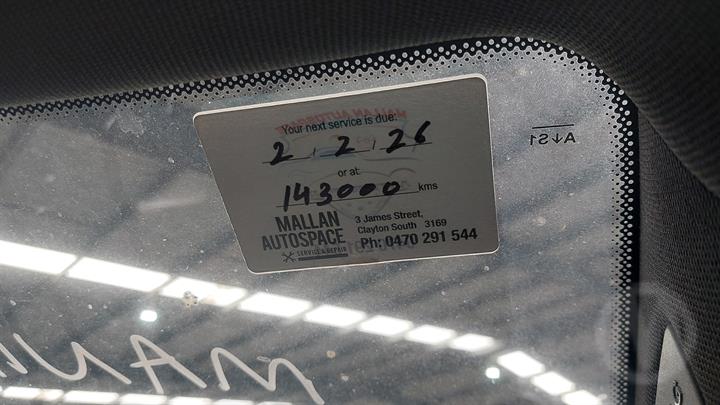 Your next service is due:
2 / 2 / 26
or at:
143000 kms
MALLAN
AUTOSPACE
SERVICE & REPAIR
3 James Street,
Clayton South 3169
Ph: 0470 291 544
A↓S1